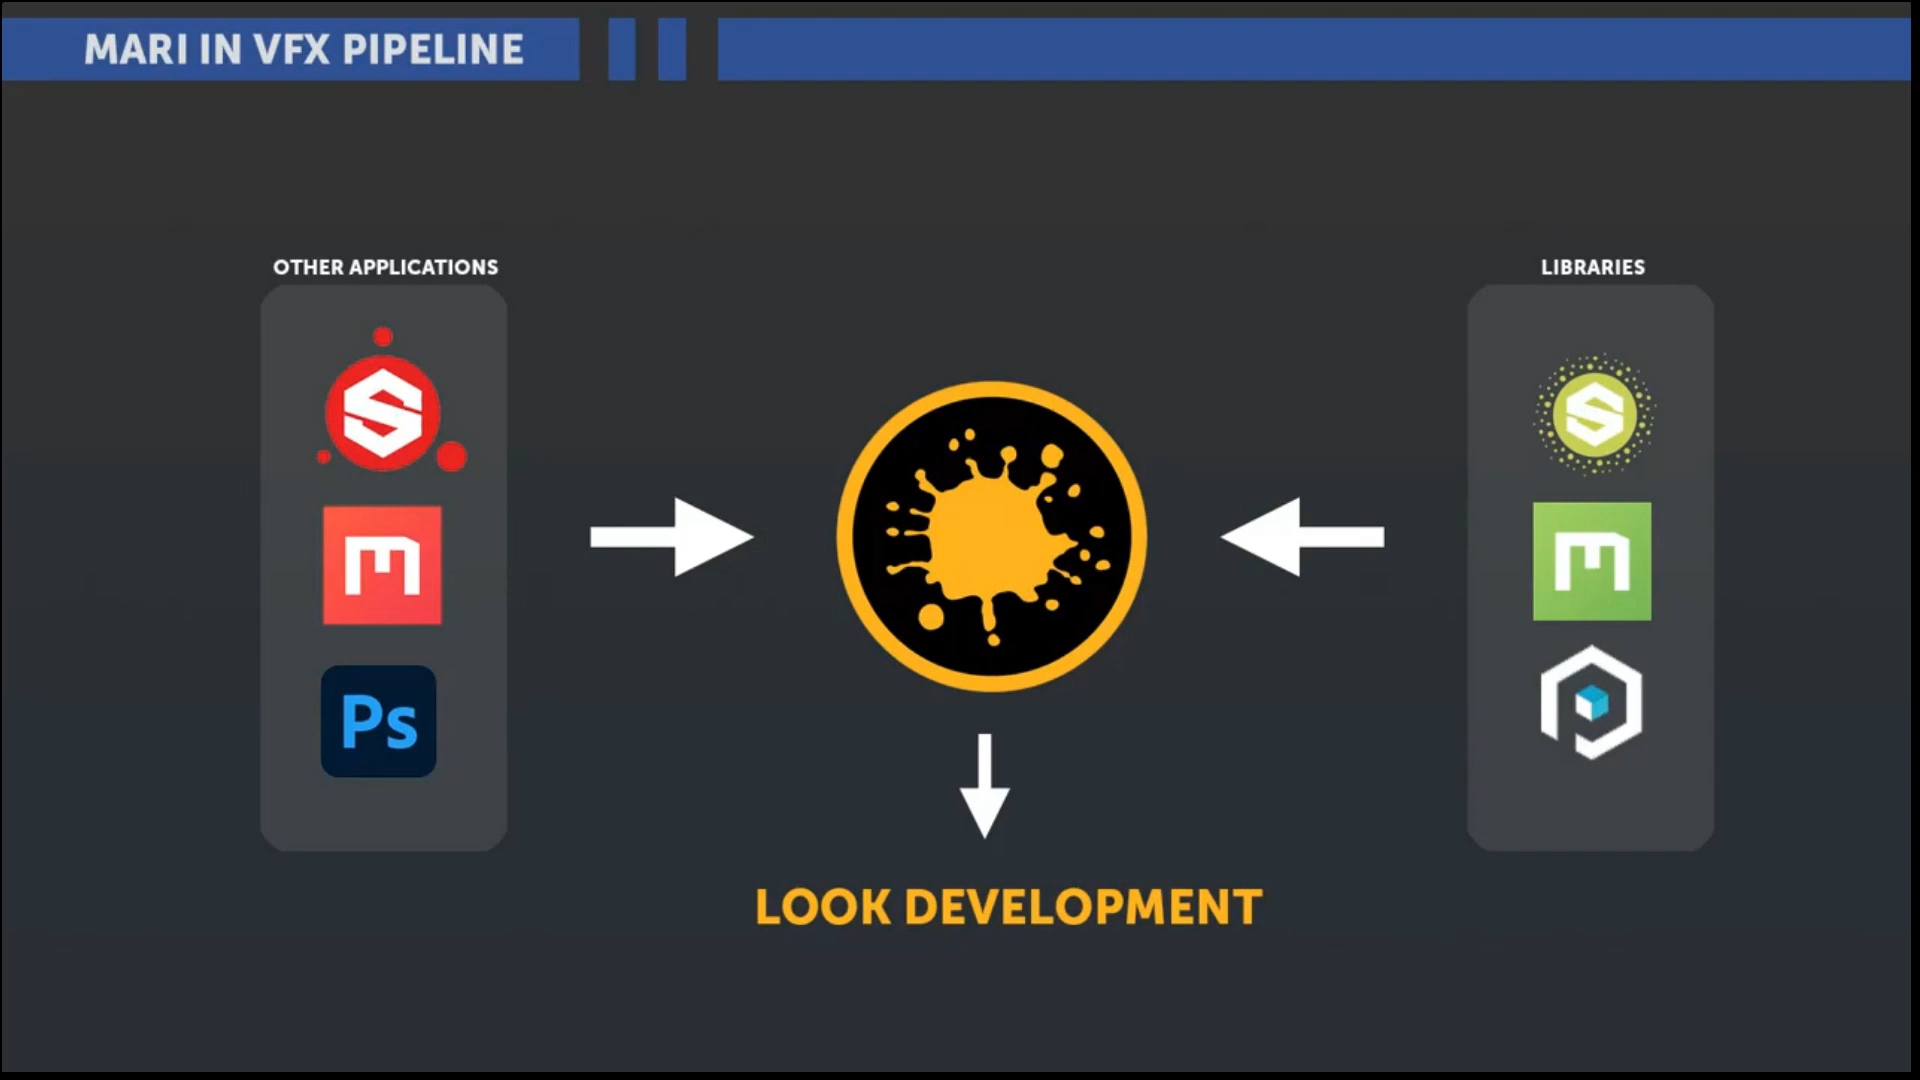 MARI IN VFX PIPELINE
OTHER APPLICATIONS
LIBRARIES
S
S
m
m
Ps
LOOK DEVELOPMENT